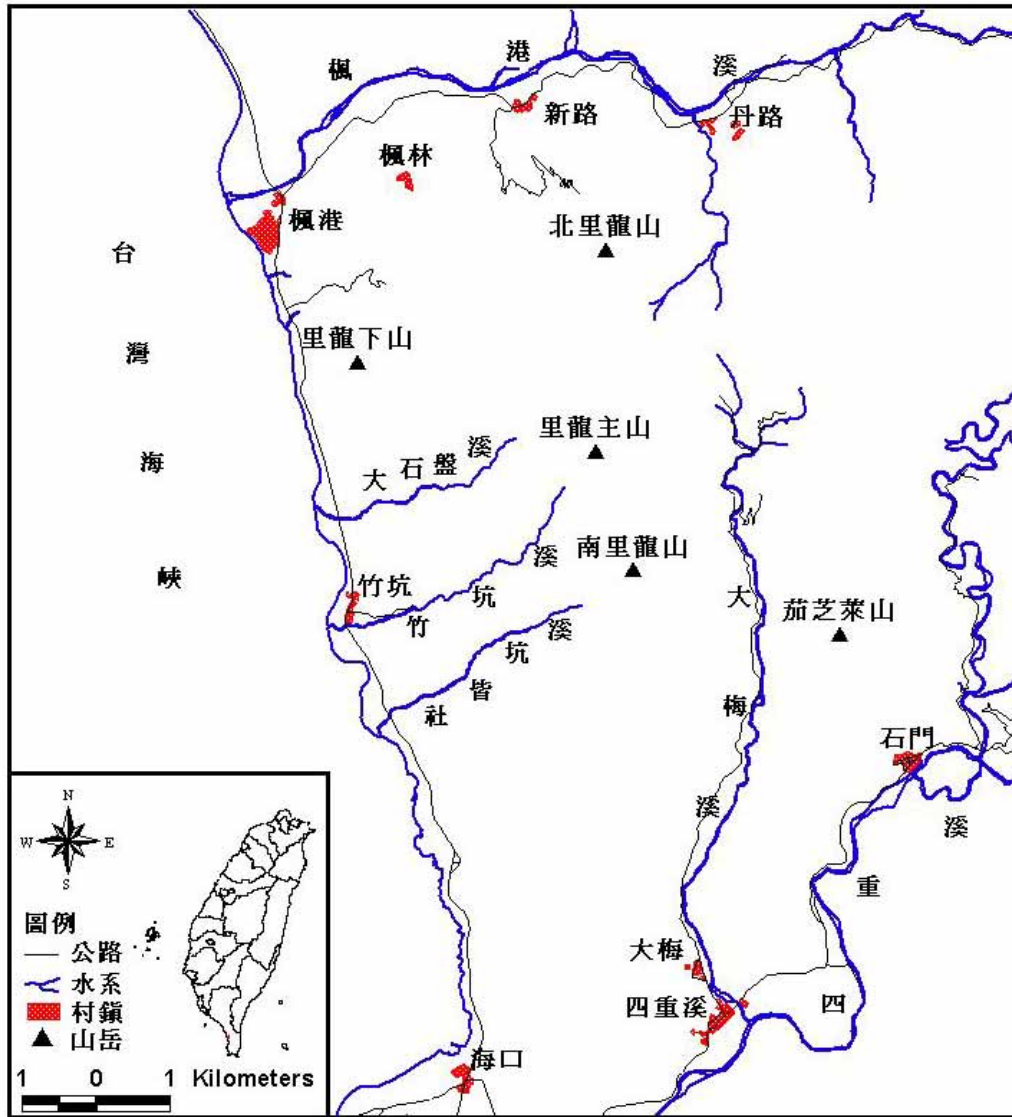 楓港溪
新路
丹路
楓林
楓港
北里龍山
台灣海峽
里龍下山
里龍主山
大石盤溪
南里龍山
竹坑
竹坑溪
茄芝萊山
社皆坑溪
大梅溪
石門
四重溪
大梅
四重溪
海口
N
W E
S
圖例
公路
水系
村鎮
山岳
1 0 1 Kilometers